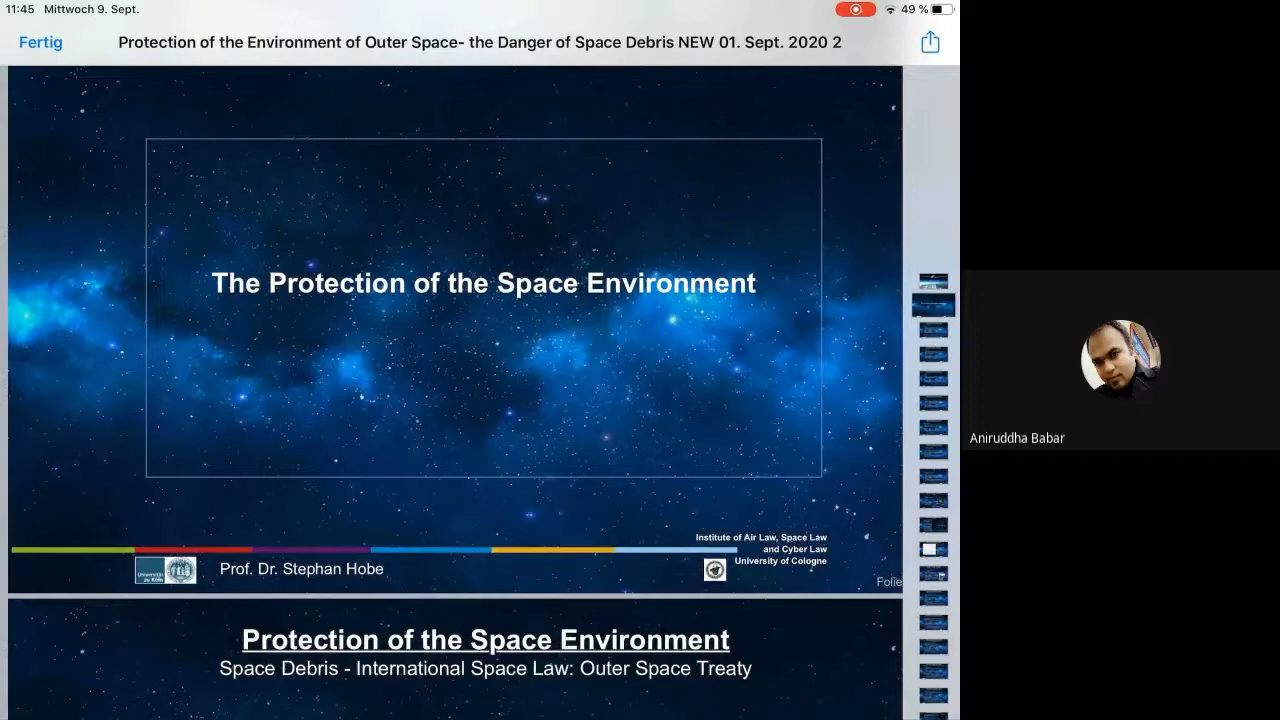 11:45 Mittwoch 9. Sept.
49 %
Fertig
Protection of the Environment of Outer Space- the Danger of Space Debris NEW 01. Sept. 2020 2
The Protection of the Space Environment
Institute of Air Law, Space Law
and Cyber Law
University of Cologne
Universität
zu Köln
Prof. Dr. Stephan Hobe
Folie
Protection of the Space Environment
Space Debris - International Space Law: Outer Space Treaty
Aniruddha Babar